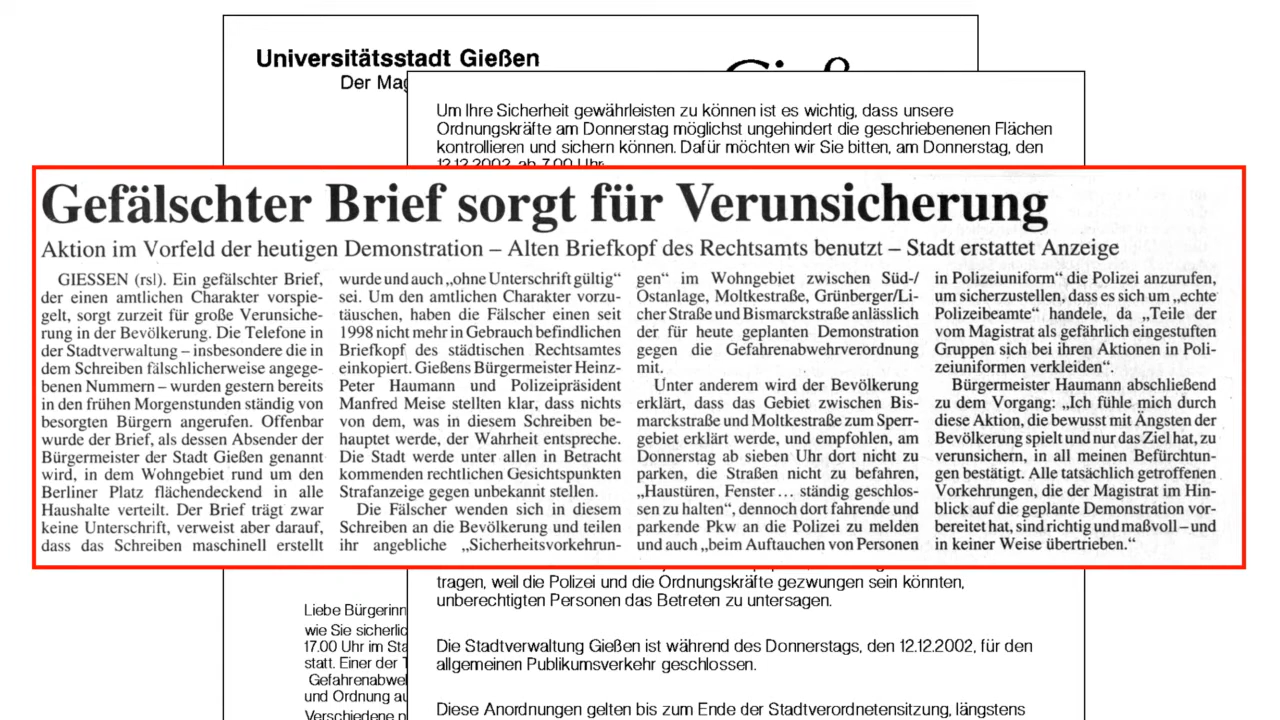 Universitätsstadt Gießen
Der Mag
Um Ihre Sicherheit gewährleisten zu können ist es wichtig, dass unsere
Ordnungskräfte am Donnerstag möglichst ungehindert die geschriebenenen Flächen
kontrollieren und sichern können. Dafür möchten wir Sie bitten, am Donnerstag, den
12.12.2002, ab 7.00 Uhr
Gefälschter Brief sorgt für Verunsicherung
Aktion im Vorfeld der heutigen Demonstration – Alten Briefkopf des Rechtsamts benutzt – Stadt erstattet Anzeige
GIESSEN (rsl). Ein gefälschter Brief,
der einen amtlichen Charakter vorspie-
gelt, sorgt zurzeit für große Verunsiche-
rung in der Bevölkerung. Die Telefone in
der Stadtverwaltung – insbesondere die in
dem Schreiben fälschlicherweise angege-
benen Nummern – wurden gestern bereits
in den frühen Morgenstunden ständig von
besorgten Bürgern angerufen. Offenbar
wurde der Brief, als dessen Absender der
Bürgermeister der Stadt Gießen genannt
wird, in dem Wohngebiet rund um den
Berliner Platz flächendeckend in alle
Haushalte verteilt. Der Brief trägt zwar
keine Unterschrift, verweist aber darauf,
dass das Schreiben maschinell erstellt
wurde und auch „ohne Unterschrift gültig“
sei. Um den amtlichen Charakter vorzu-
täuschen, haben die Fälscher einen seit
1998 nicht mehr in Gebrauch befindlichen
Briefkopf des städtischen Rechtsamtes
einkopiert. Gießens Bürgermeister Heinz-
Peter Haumann und Polizeipräsident
Manfred Meise stellten klar, dass nichts
von dem, was in diesem Schreiben be-
hauptet werde, der Wahrheit entspreche.
Die Stadt werde unter allen in Betracht
kommenden rechtlichen Gesichtspunkten
Strafanzeige gegen unbekannt stellen.
Die Fälscher wenden sich in diesem
Schreiben an die Bevölkerung und teilen
ihr angebliche „Sicherheitsvorkehrun-
gen“ im Wohngebiet zwischen Süd-/
Ostanlage, Moltkestraße, Grünberger/Li-
cher Straße und Bismarckstraße anlässlich
der für heute geplanten Demonstration
gegen die Gefahrenabwehrverordnung
mit.
Unter anderem wird der Bevölkerung
erklärt, dass das Gebiet zwischen Bis-
marckstraße und Moltkestraße zum Sperr-
gebiet erklärt werde, und empfohlen, am
Donnerstag ab sieben Uhr dort nicht zu
parken, die Straßen nicht zu befahren,
„Haustüren, Fenster... ständig geschlos-
sen zu halten“, dennoch dort fahrende und
parkende Pkw an die Polizei zu melden
und auch „beim Auftauchen von Personen
in Polizeiuniform“ die Polizei anzurufen,
um sicherzustellen, dass es sich um „echte
Polizeibeamte“ handele, da „Teile der
vom Magistrat als gefährlich eingestuften
Gruppen sich bei ihren Aktionen in Poli-
zeiuniformen verkleiden“.
Bürgermeister Haumann abschließend
zu dem Vorgang: „Ich fühle mich durch
diese Aktion, die bewusst mit Ängsten der
Bevölkerung spielt und nur das Ziel hat, zu
verunsichern, in all meinen Befürchtun-
gen bestätigt. Alle tatsächlich getroffenen
Vorkehrungen, die der Magistrat im Hin-
blick auf die geplante Demonstration vor-
bereitet hat, sind richtig und maßvoll – und
in keiner Weise übertrieben.“
tragen, weil die Polizei und die Ordnungskräfte gezwungen sein könnten,
unberechtigten Personen das Betreten zu untersagen.
Die Stadtverwaltung Gießen ist während des Donnerstags, den 12.12.2002, für den
allgemeinen Publikumsverkehr geschlossen.
Diese Anordnungen gelten bis zum Ende der Stadtverordnetensitzung, längstens
Liebe Bürgerinn
wie Sie sicherlic
17.00 Uhr im Sta
statt. Einer der T
Gefahrenabwe
und Ordnung au
Verschiedene p